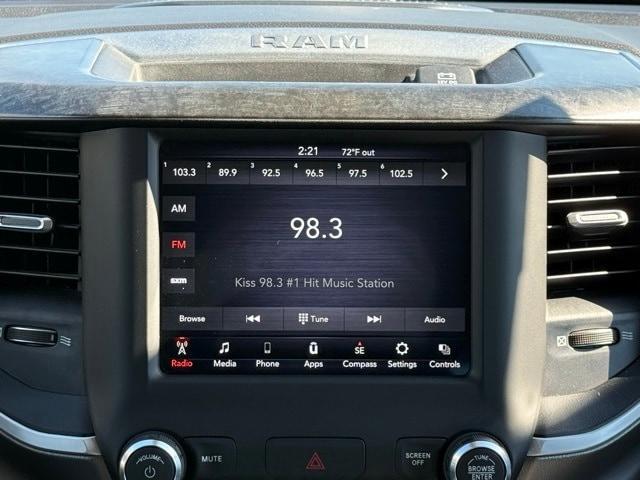 RAM
2:21 72°F out
1 103.3 2 89.9 3 92.5 4 96.5 5 97.5 6 102.5
AM
98.3
FM
sxm
Kiss 98.3 #1 Hit Music Station
Browse Tune Audio
SE
Radio Media Phone Apps Compass Settings Controls
VOLUME MUTE SCREEN OFF TUNE BROWSE ENTER